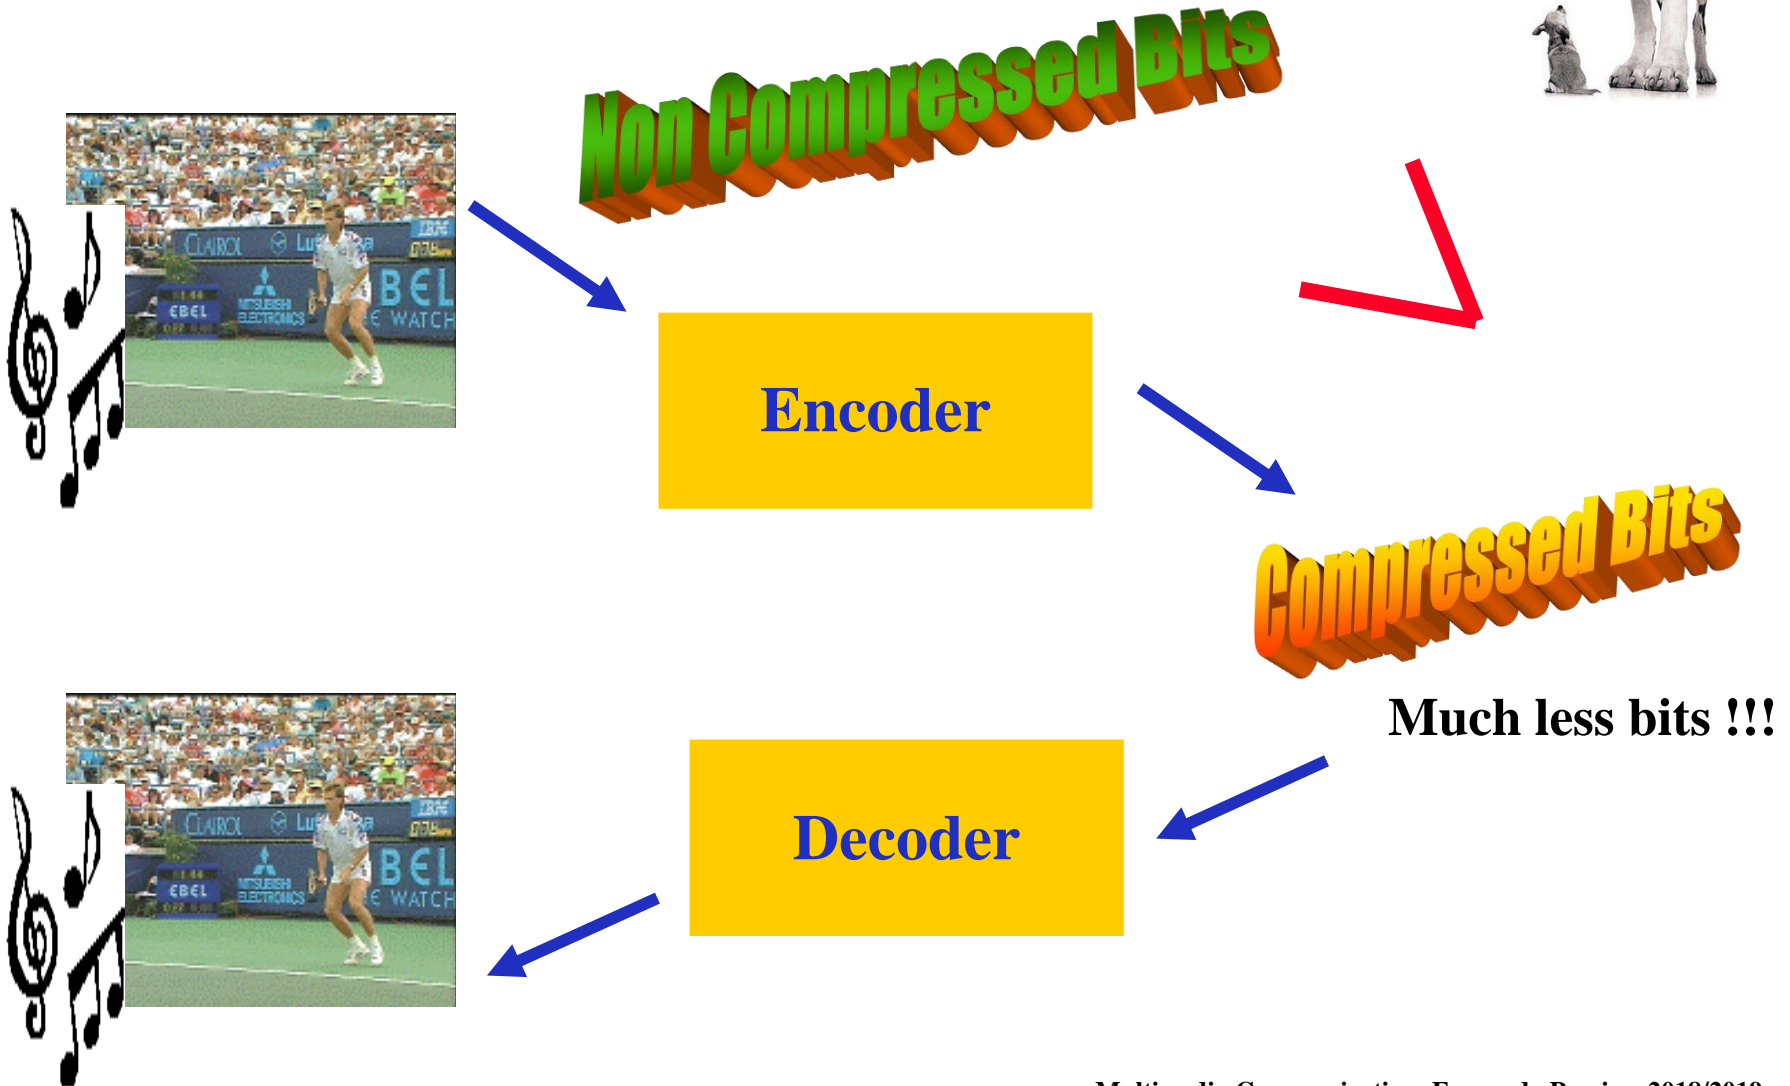 Non Compressed Bits
CLAIROL
IBM
MITSUBISHI
ELECTRONICS
EBEL
BEL
E WATCH
Encoder
Compressed Bits
Much less bits !!!
CLAIROL
IBM
MITSUBISHI
ELECTRONICS
EBEL
BEL
E WATCH
Decoder